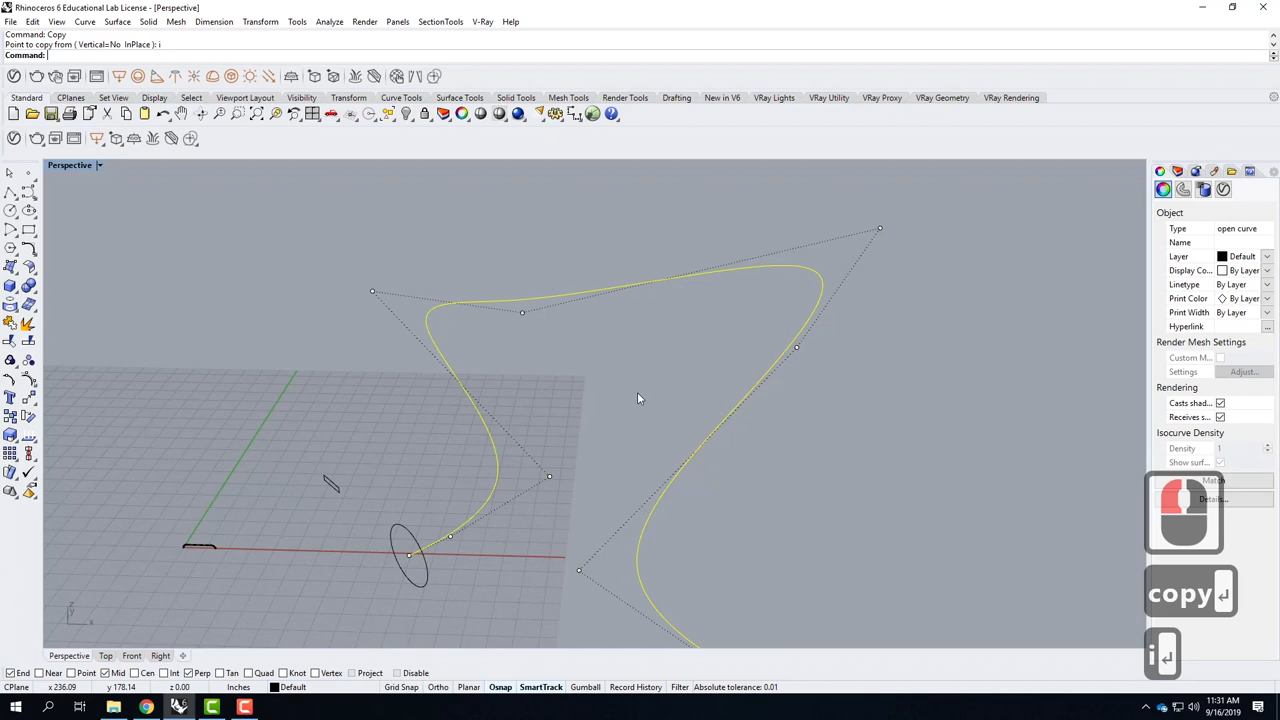 Rhinoceros 6 Educational Lab License - [Perspective]
File Edit View Curve Surface Solid Mesh Dimension Transform Tools Analyze Render Panels SectionTools V-Ray Help
Command: Copy
Point to copy from ( Vertical=No InPlace ): i
Command:
Standard CPlanes Set View Display Select Viewport Layout Visibility Transform Curve Tools Surface Tools Solid Tools Mesh Tools Render Tools Drafting New in V6 VRay Lights VRay Utility VRay Proxy VRay Geometry VRay Rendering
Perspective
Object
Type open curve
Name
Layer Default
Display Co... By Layer
Linetype By Layer
Print Color By Layer
Print Width By Layer
Hyperlink ...
Render Mesh Settings
Custom M...
Settings Adjust...
Rendering
Casts shad...
Receives s...
Isocurve Density
Density 1
Show surf...
Match
Details...
copy
i
z
y
x
Perspective Top Front Right
End Near Point Mid Cen Int Perp Tan Quad Knot Vertex Project Disable
CPlane x 236.09 y 178.14 z 0.00 Inches Default Grid Snap Ortho Planar Osnap SmartTrack Gumball Record History Filter Absolute tolerance: 0.01
11:31 AM
9/16/2019